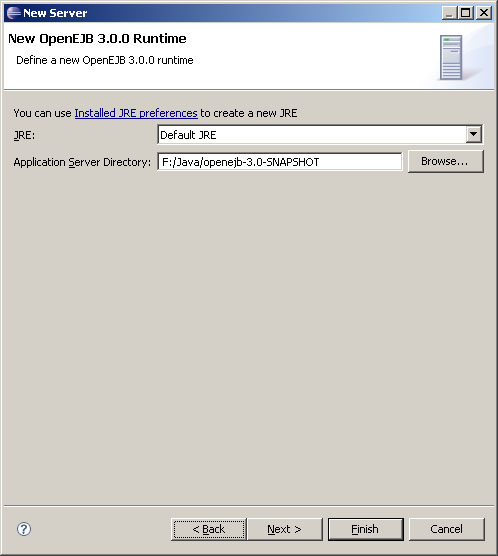 New Server
New OpenEJB 3.0.0 Runtime
Define a new OpenEJB 3.0.0 runtime
You can use Installed JRE preferences to create a new JRE
JRE: Default JRE
Application Server Directory: F:/Java/openejb-3.0-SNAPSHOT Browse...
? < Back Next > Finish Cancel